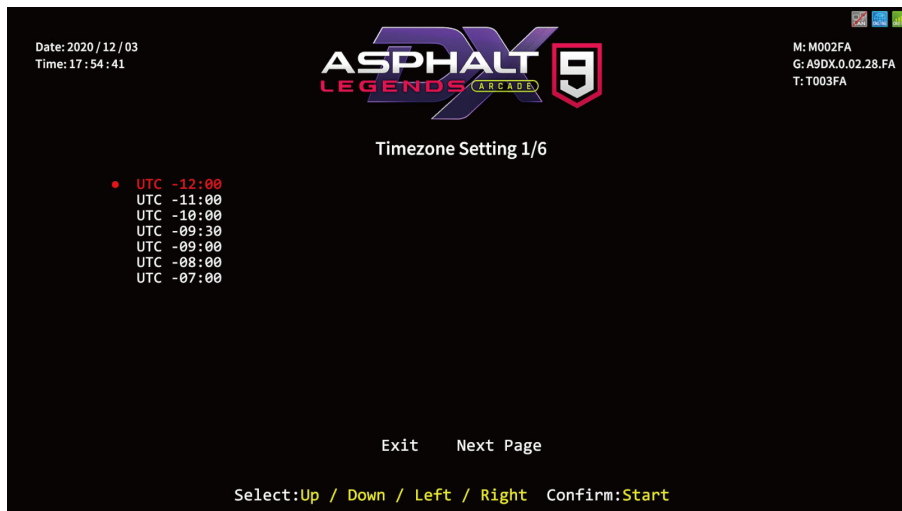 Date: 2020 / 12 / 03
Time: 17 : 54 : 41
ASPHALT
DX
9
LEGENDS ARCADE
M: M002FA
G: A9DX.0.02.28.FA
T: T003FA
Timezone Setting 1/6
UTC -12:00
UTC -11:00
UTC -10:00
UTC -09:30
UTC -09:00
UTC -08:00
UTC -07:00
Exit Next Page
Select:Up / Down / Left / Right Confirm:Start